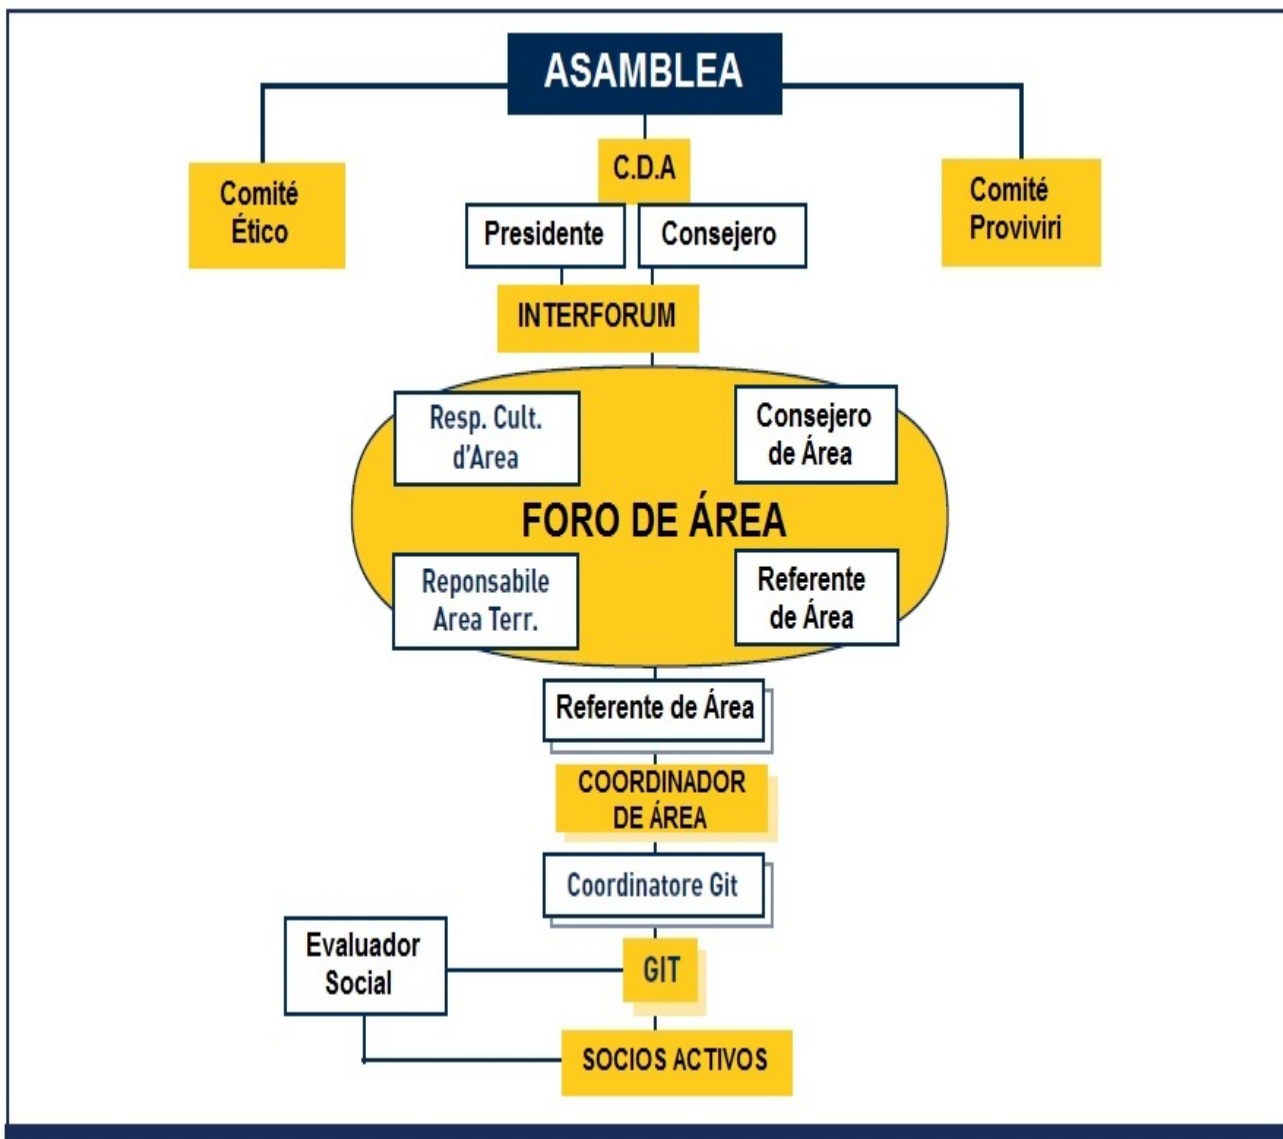 ASAMBLEA
Comité
Ético
C.D.A
Comité
Proviviri
Presidente
Consejero
INTERFORUM
Resp. Cult.
d'Area
Consejero
de Área
FORO DE ÁREA
Reponsabile
Area Terr.
Referente
de Área
Referente de Área
COORDINADOR
DE ÁREA
Coordinatore Git
Evaluador
Social
GIT
SOCIOS ACTIVOS